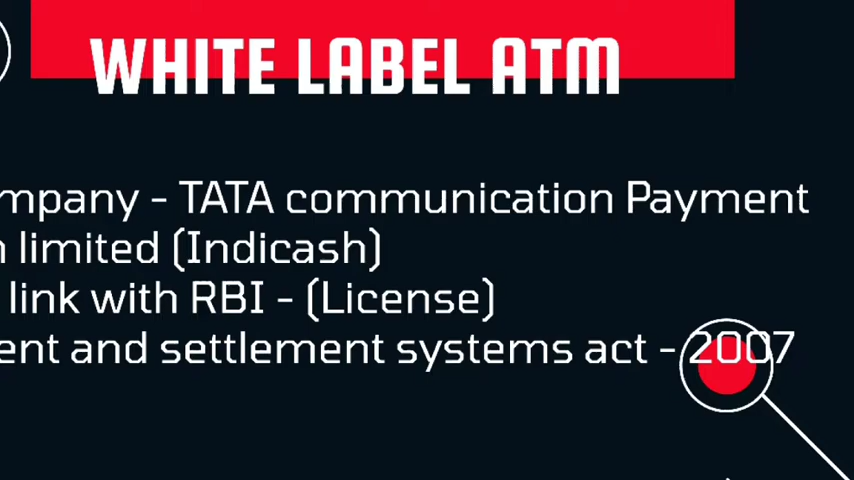 WHITE LABEL ATM
mpany - TATA communication Payment
limited (Indicash)
link with RBI - (License)
ent and settlement systems act - 2007